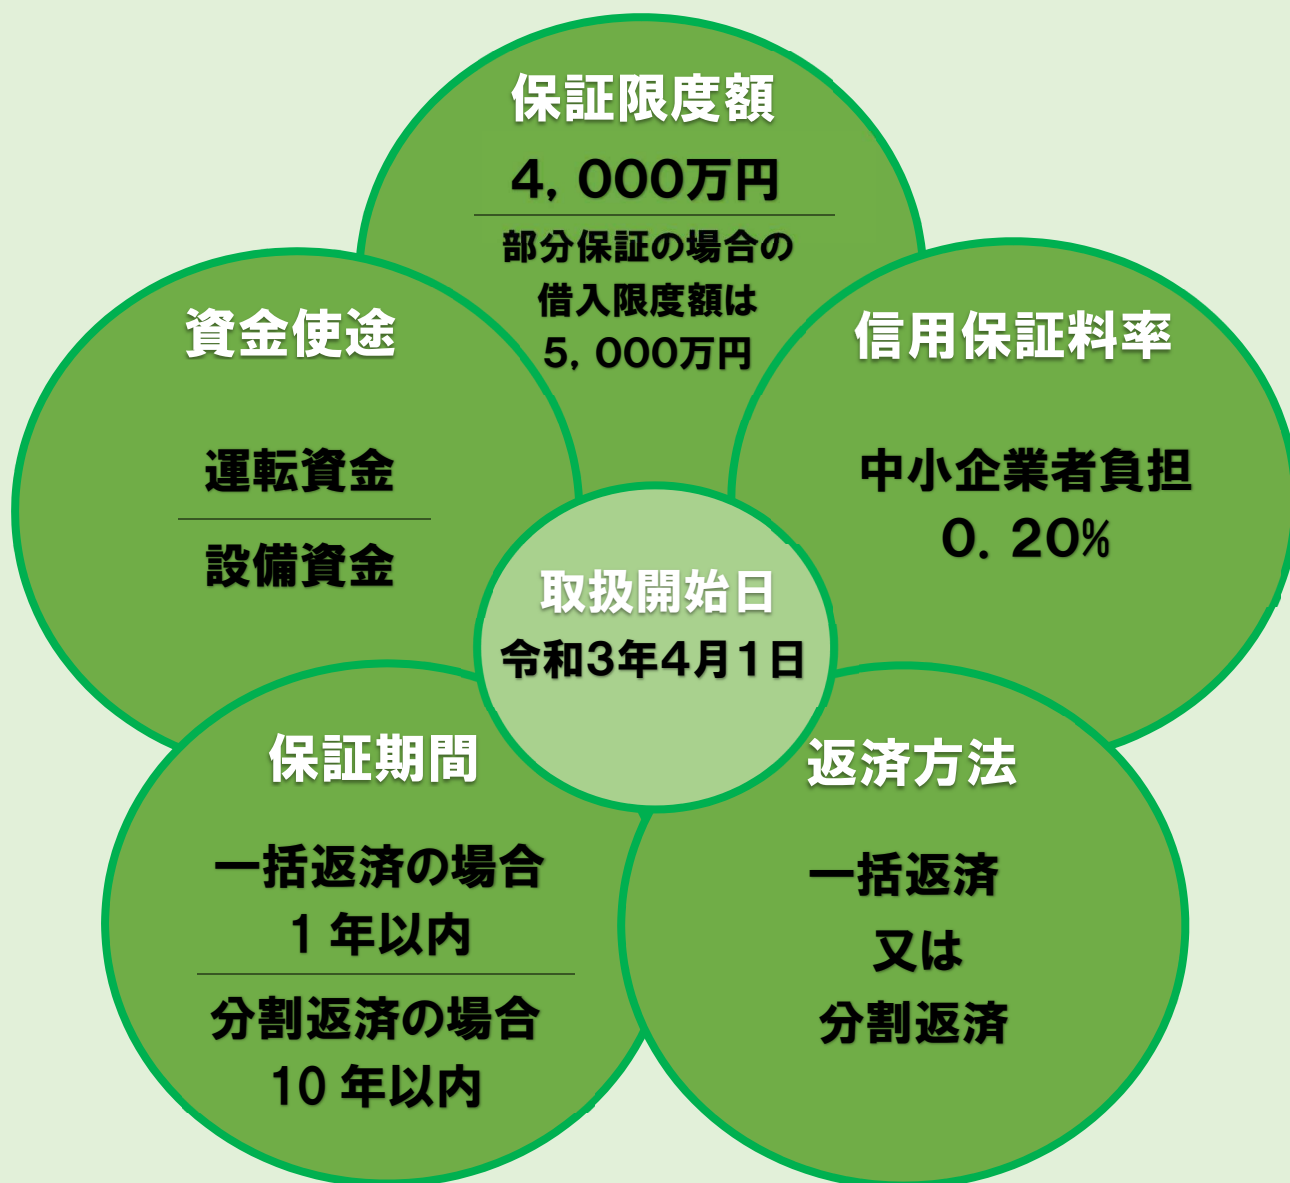 保証限度額
4，000万円
部分保証の場合の
借入限度額は
5，000万円
資金使途
運転資金
設備資金
信用保証料率
中小企業者負担
0．20%
取扱開始日
令和3年4月1日
保証期間
一括返済の場合
1 年以内
分割返済の場合
10 年以内
返済方法
一括返済
又は
分割返済